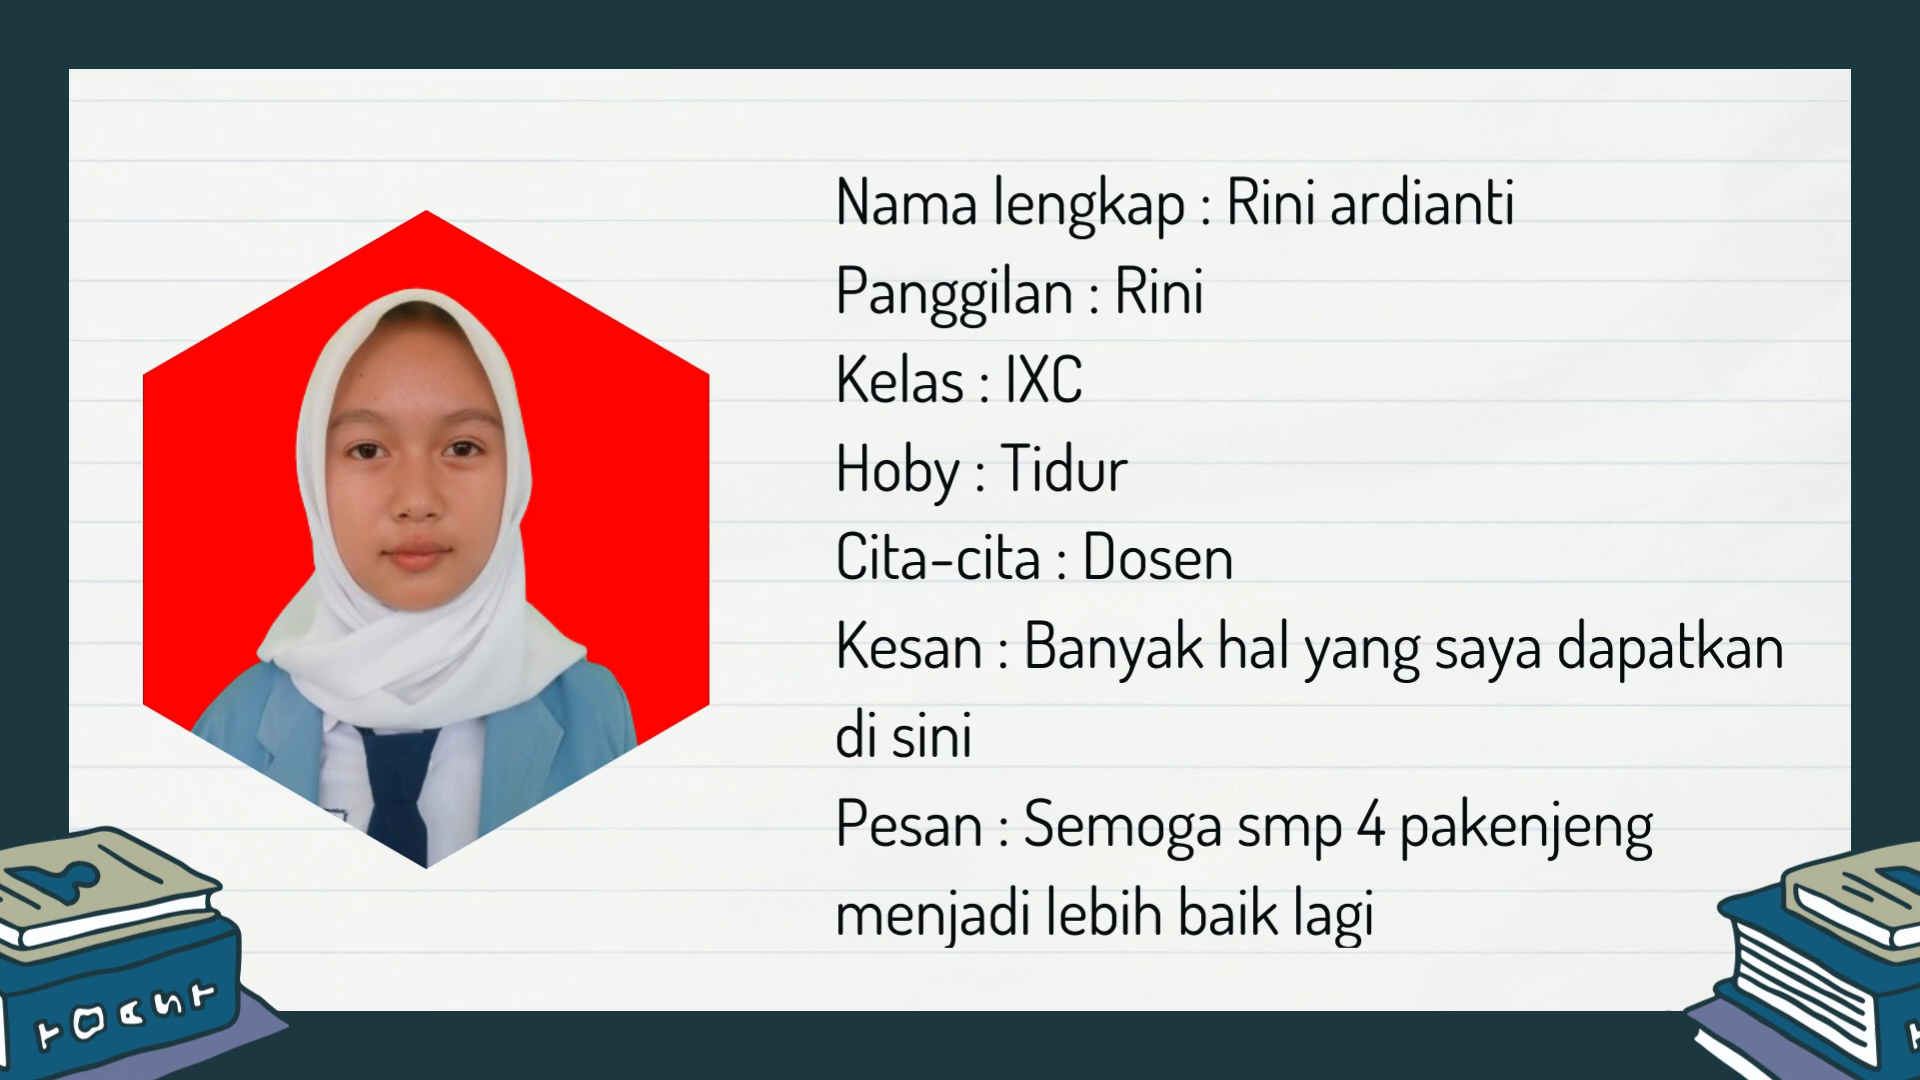 Nama lengkap : Rini ardianti
Panggilan : Rini
Kelas : IXC
Hoby : Tidur
Cita-cita : Dosen
Kesan : Banyak hal yang saya dapatkan
di sini
Pesan : Semoga smp 4 pakenjeng
menjadi lebih baik lagi